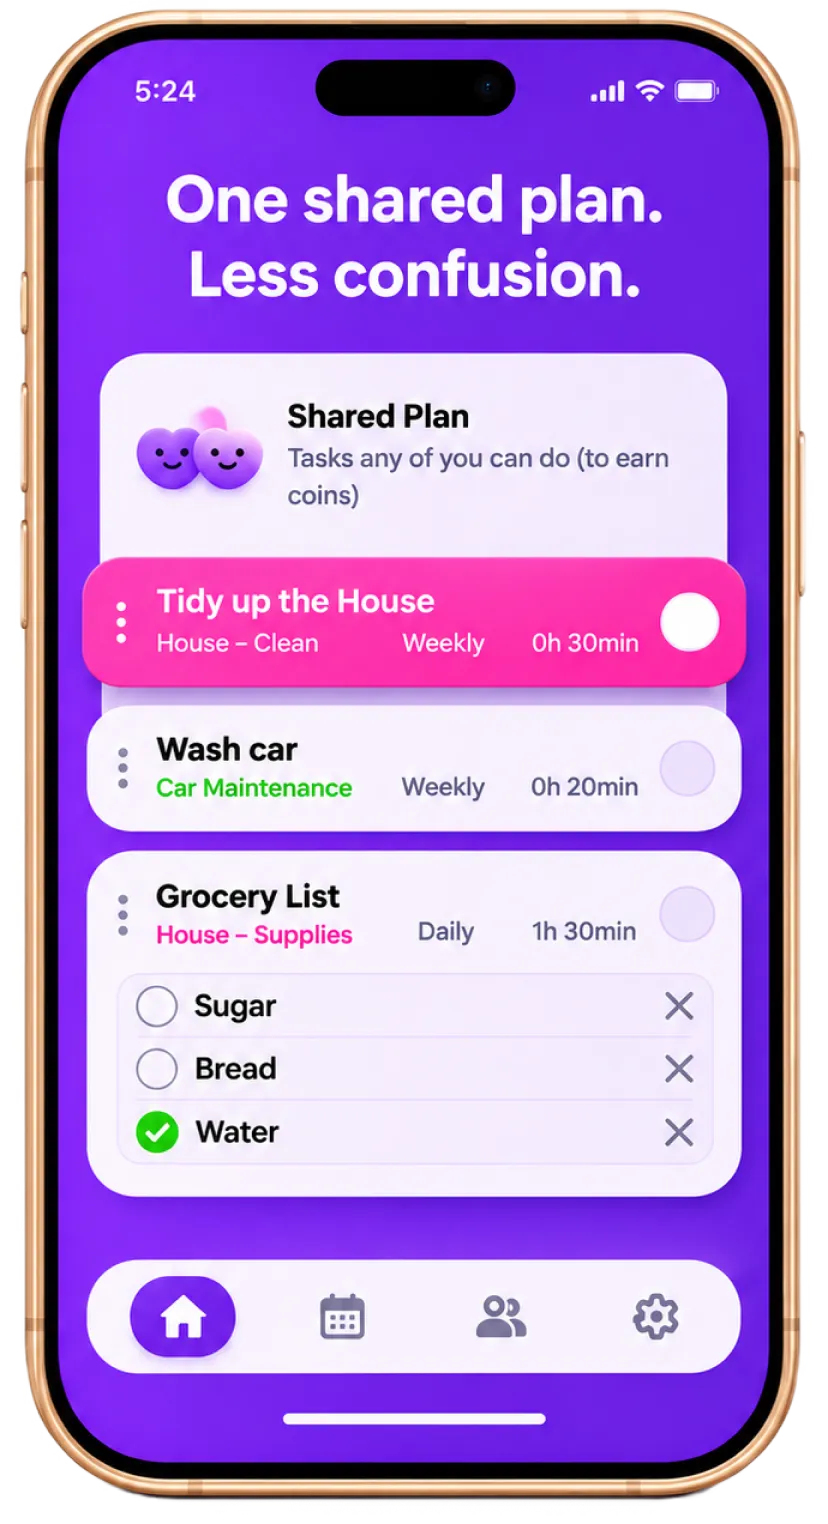 5:24
One shared plan.
Less confusion.
Shared Plan
Tasks any of you can do (to earn
coins)
Tidy up the House
House – Clean Weekly 0h 30min
Wash car
Car Maintenance Weekly 0h 20min
Grocery List
House – Supplies Daily 1h 30min
Sugar
Bread
Water